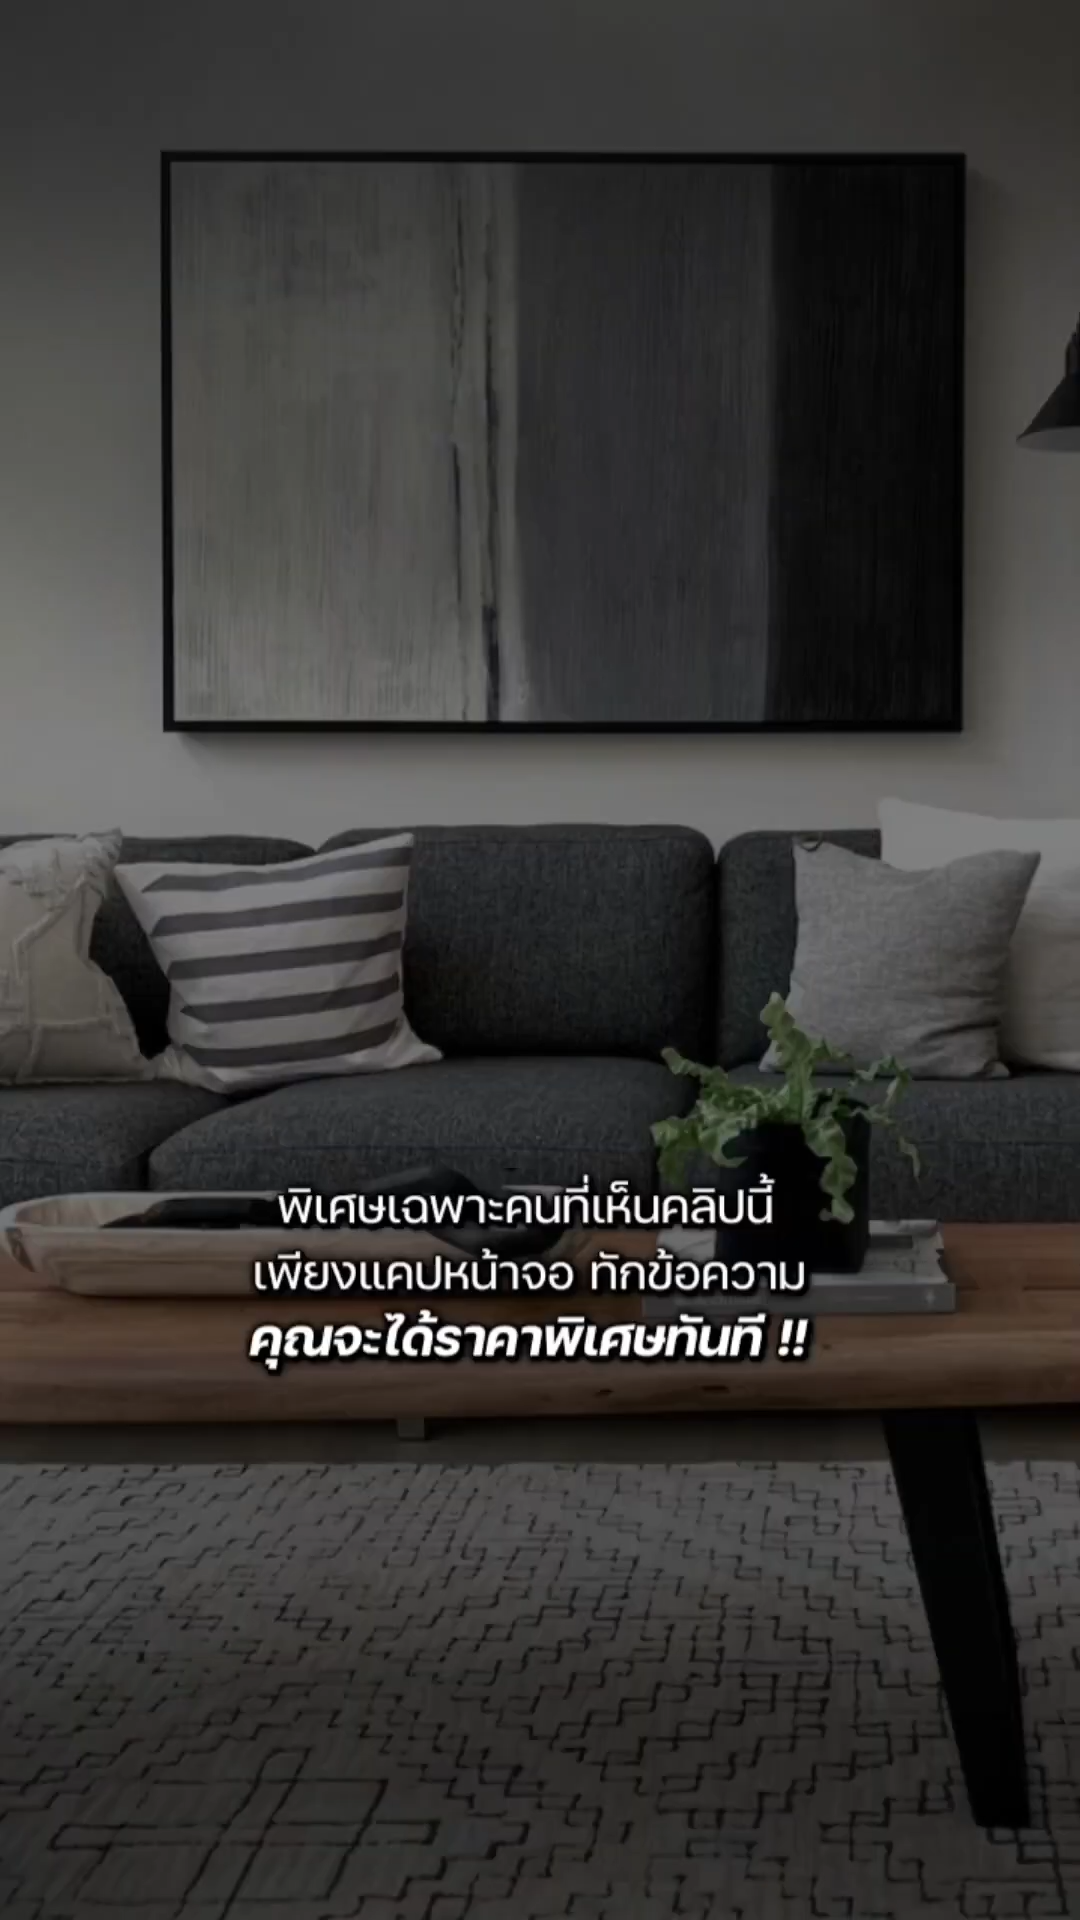 พิเศษเฉพาะคนที่เห็นคลิปนี้
เพียงแคปหน้าจอ ทักข้อความ
คุณจะได้ราคาพิเศษทันที !!